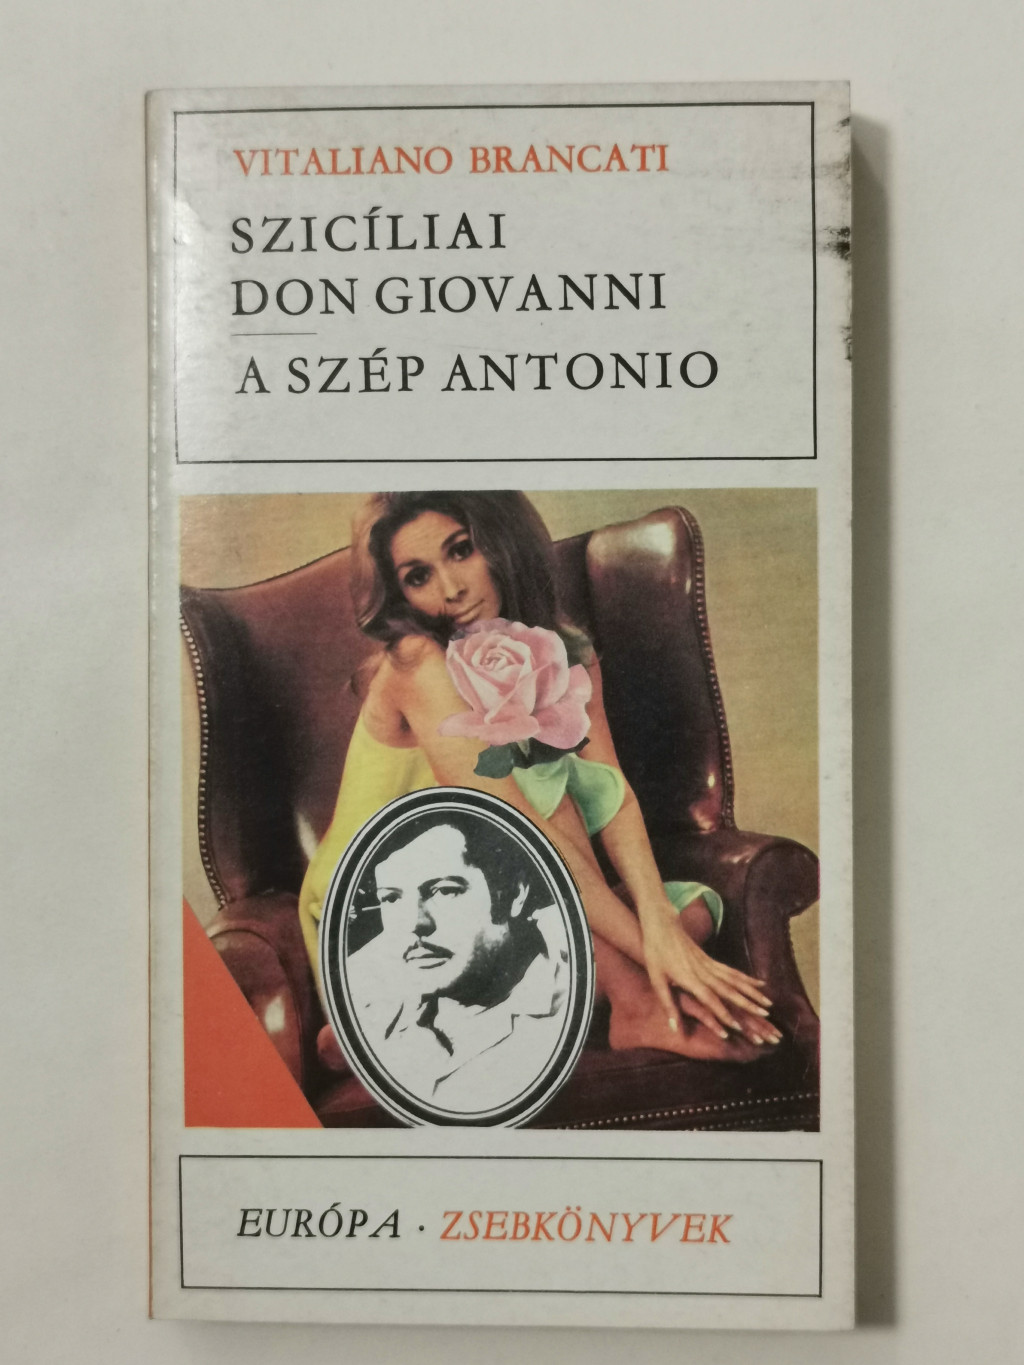 VITALIANO BRANCATI
SZICÍLIAI
DON GIOVANNI
A SZÉP ANTONIO
EURÓPA · ZSEBKÖNYVEK